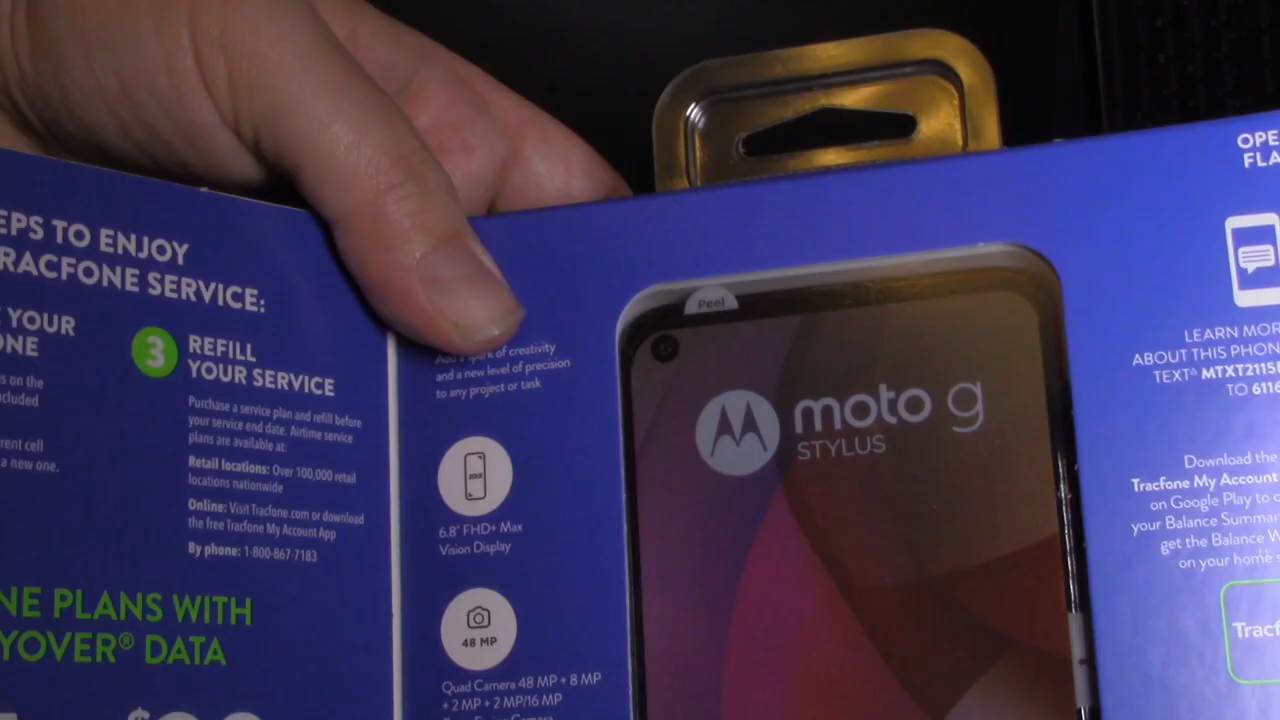 EPS TO ENJOY
RACFONE SERVICE:
YOUR
ONE
s on the
cluded
rent cell
a new one.
3
REFILL
YOUR SERVICE
Purchase a service plan and refill before
your service end date. Airtime service
plans are available at:
Retail locations: Over 100,000 retail
locations nationwide
Online: Visit Tracfone.com or download
the free Tracfone My Account App
By phone: 1-800-867-7183
NE PLANS WITH
YOVER® DATA
$
of creativity
and a new level of precision
to any project or task
6.8" FHD+ Max
Vision Display
48 MP
Quad Camera 48 MP + 8 MP
+ 2 MP + 2 MP/16 MP
Peel
moto g
STYLUS
OPE
FLA
LEARN MOR
ABOUT THIS PHON
TEXT∆ MTXT2115
TO 6116
Download the
Tracfone My Account
on Google Play to
your Balance Summar
get the Balance W
on your home s
Tracf